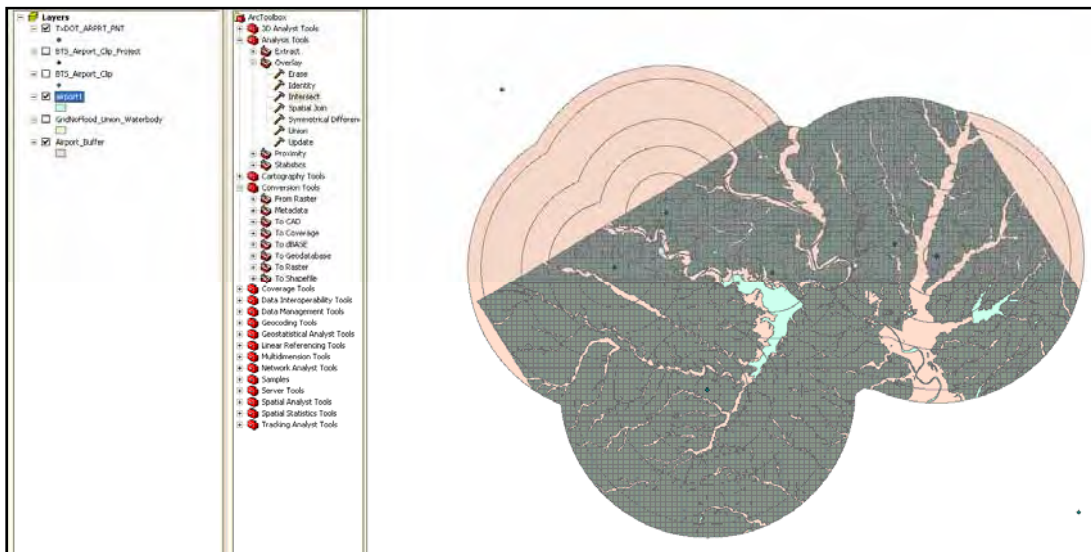 Layers
TxDOT_ARPRT_PNT
BTS_Airport_Clip_Project
BTS_Airport_Clip
airport1
GridNoFlood_Union_Waterbody
Airport_Buffer
ArcToolbox
3D Analyst Tools
Analysis Tools
Extract
Overlay
Erase
Identity
Intersect
Spatial Join
Symmetrical Differen
Union
Update
Proximity
Statistics
Cartography Tools
Conversion Tools
From Raster
Metadata
To CAD
To Coverage
To dBASE
To Geodatabase
To Raster
To Shapefile
Coverage Tools
Data Interoperability Tools
Data Management Tools
Geocoding Tools
Geostatistical Analyst Tools
Linear Referencing Tools
Multidimension Tools
Network Analyst Tools
Samples
Server Tools
Spatial Analyst Tools
Spatial Statistics Tools
Tracking Analyst Tools